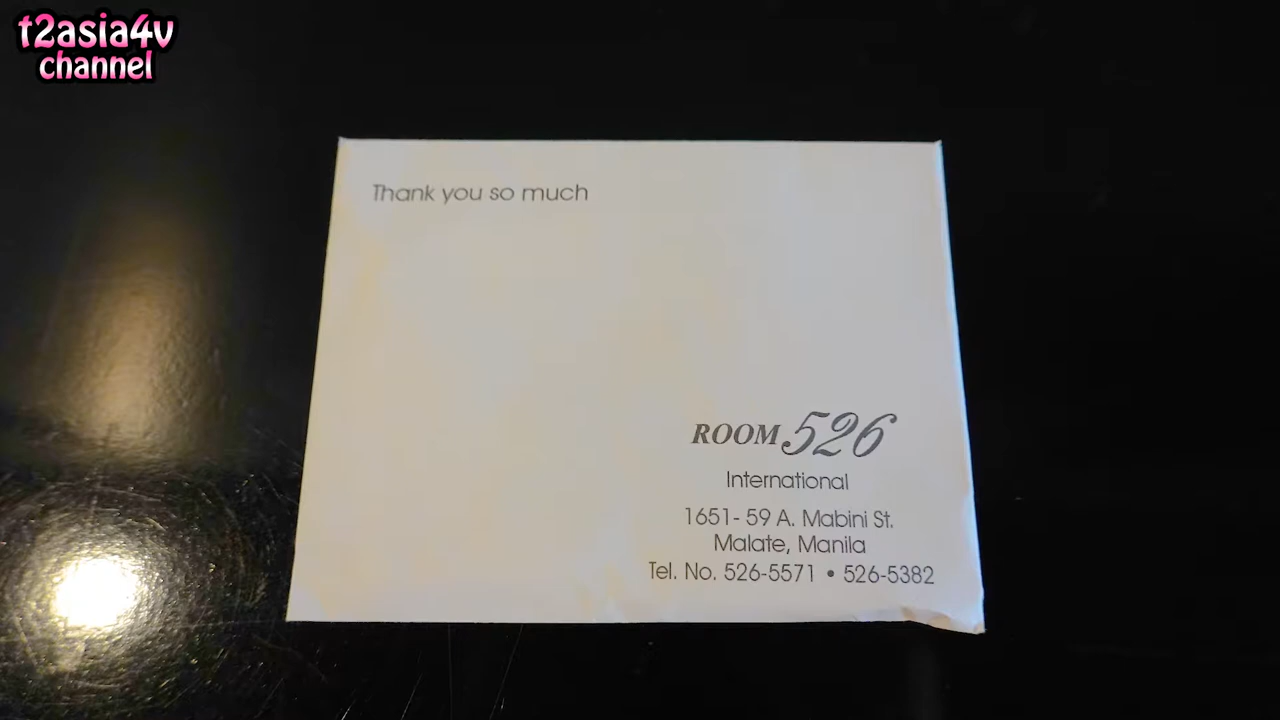 t2asia4v
channel
Thank you so much
ROOM 526
International
1651- 59 A. Mabini St.
Malate, Manila
Tel. No. 526-5571 • 526-5382